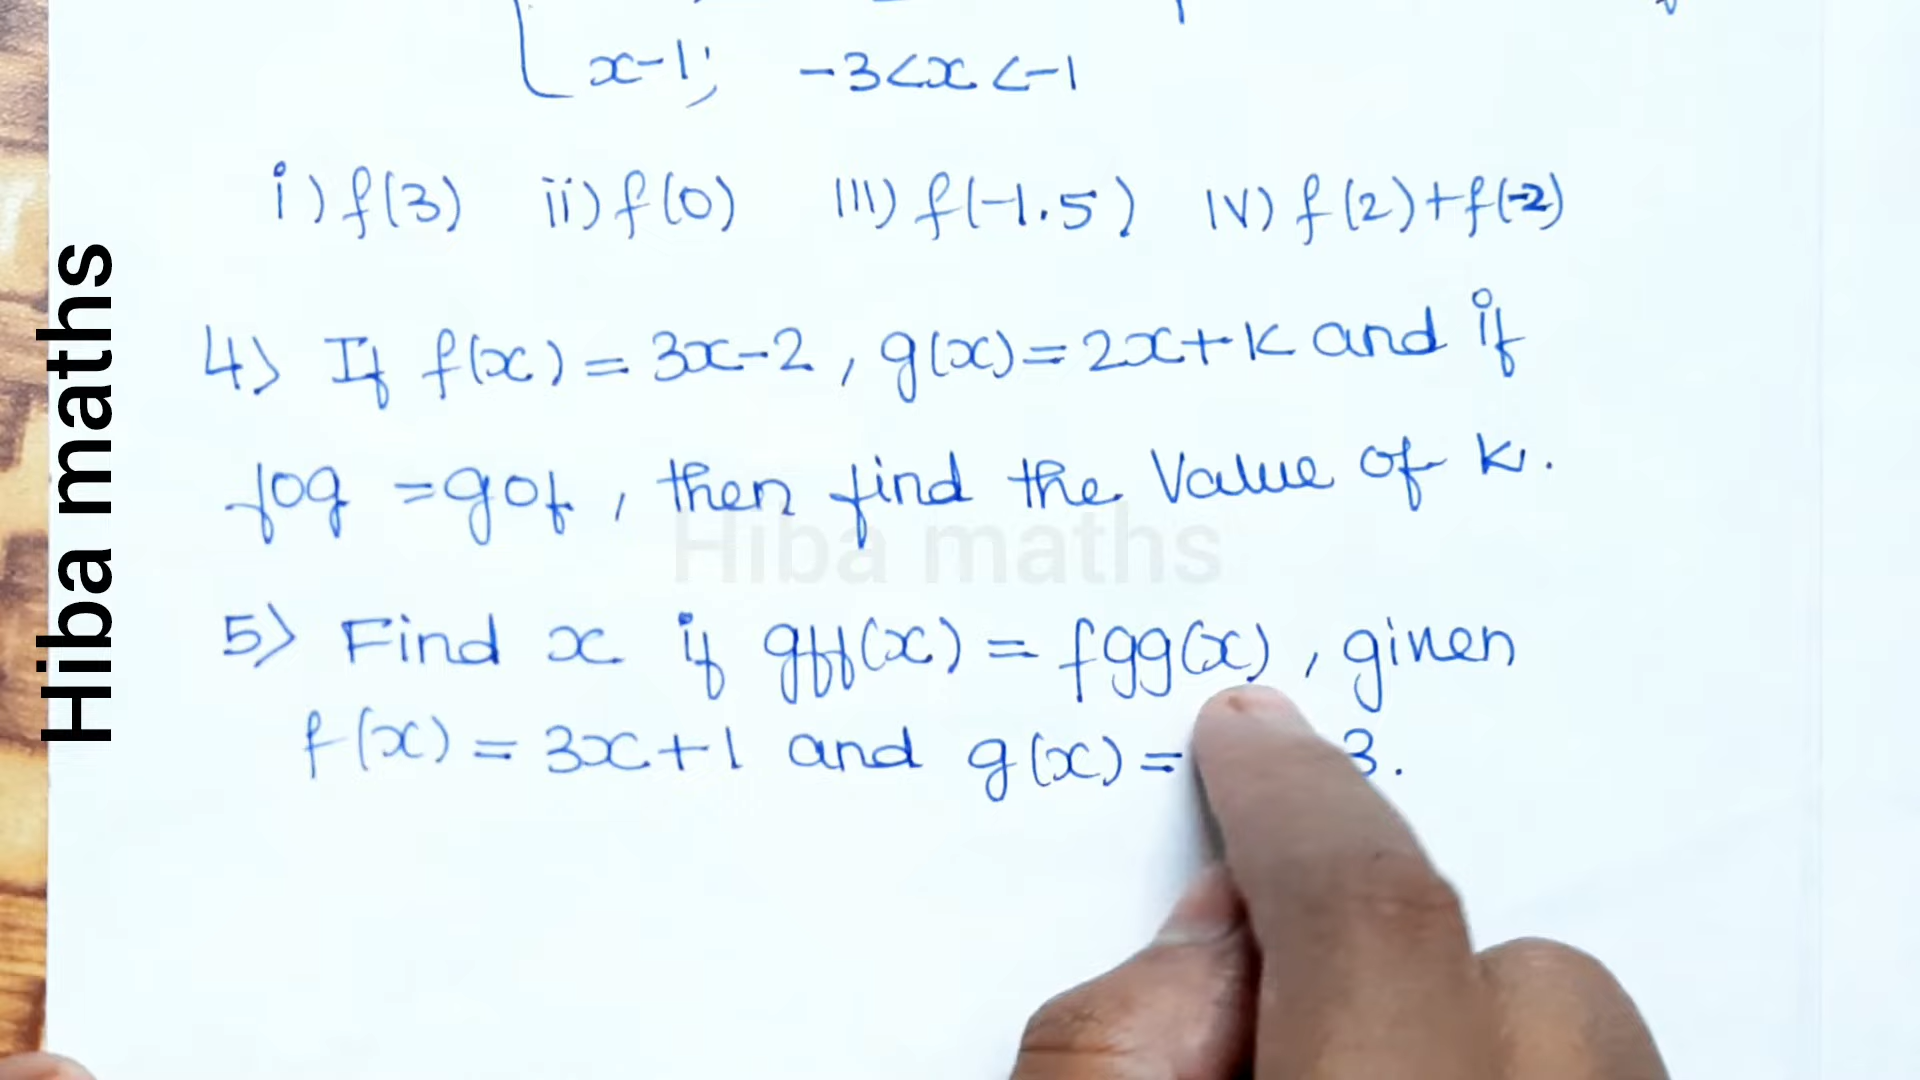 x-1; -3<x<-1
i) f(3) ii) f(0) III) f(-1.5) IV) f(2)+f(-2)
4) If f(x) = 3x-2, g(x)=2x+k and if
fog =gof, then find the value of k.
5) Find x if gff(x) = fgg(x), given
f(x) = 3x+1 and g(x)= 3.
Hiba maths
Hiba maths